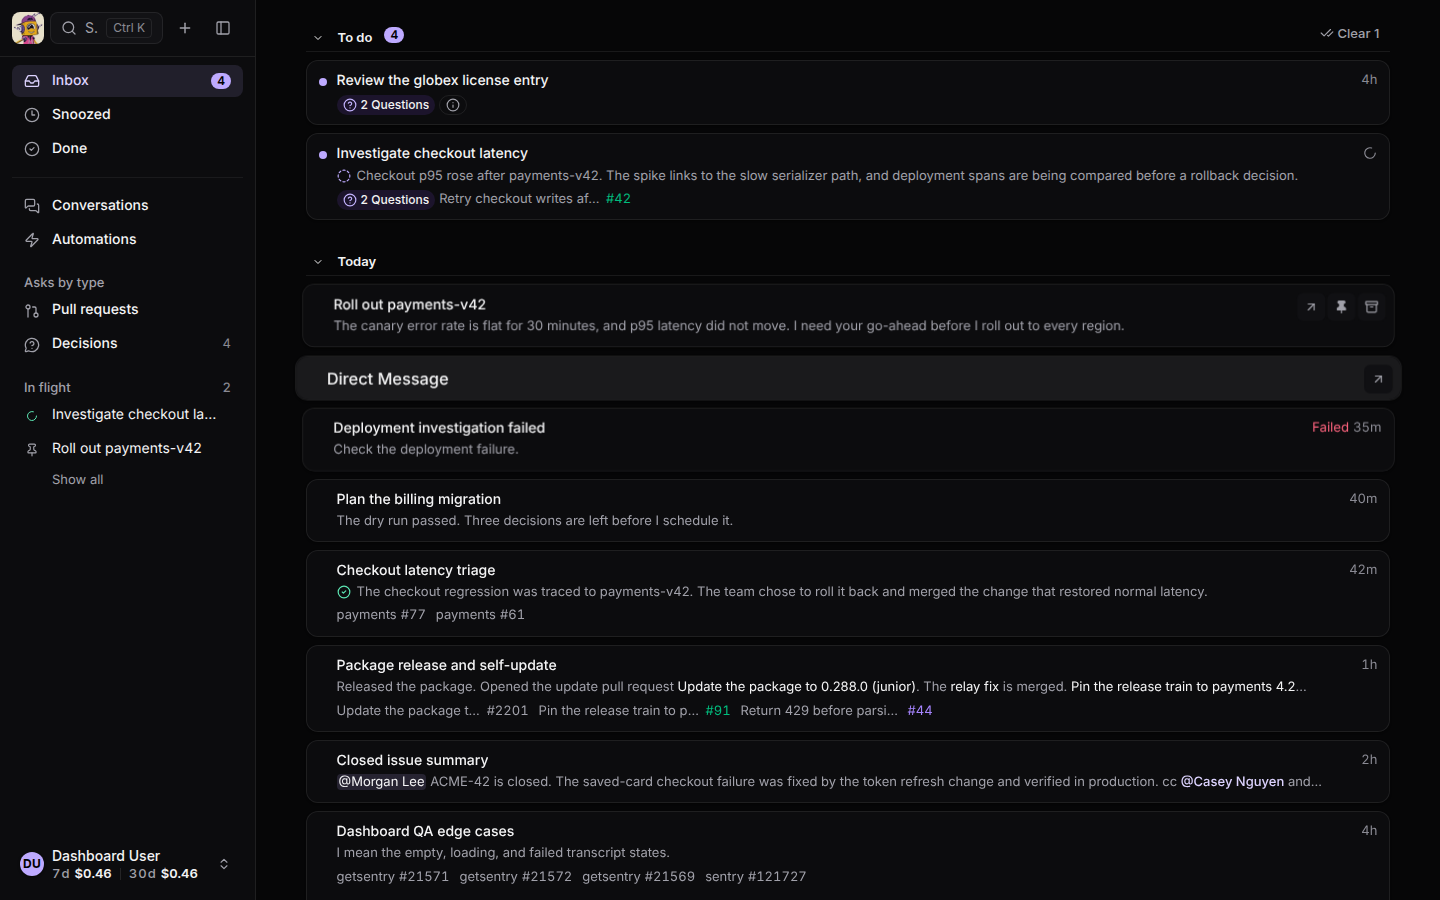 S.
Ctrl K
Inbox
4
Snoozed
Done
Conversations
Automations
Asks by type
Pull requests
Decisions
4
In flight
2
Investigate checkout la...
Roll out payments-v42
Show all
DU
Dashboard User
7d $0.46
30d $0.46
To do
4
Clear 1
Review the globex license entry
4h
2 Questions
Investigate checkout latency
Checkout p95 rose after payments-v42. The spike links to the slow serializer path, and deployment spans are being compared before a rollback decision.
2 Questions
Retry checkout writes af... #42
Today
Roll out payments-v42
The canary error rate is flat for 30 minutes, and p95 latency did not move. I need your go-ahead before I roll out to every region.
Direct Message
Deployment investigation failed
Failed 35m
Check the deployment failure.
Plan the billing migration
40m
The dry run passed. Three decisions are left before I schedule it.
Checkout latency triage
42m
The checkout regression was traced to payments-v42. The team chose to roll it back and merged the change that restored normal latency.
payments #77 payments #61
Package release and self-update
1h
Released the package. Opened the update pull request Update the package to 0.288.0 (junior). The relay fix is merged. Pin the release train to payments 4.2...
Update the package t... #2201 Pin the release train to p... #91 Return 429 before parsi... #44
Closed issue summary
2h
@Morgan Lee ACME-42 is closed. The saved-card checkout failure was fixed by the token refresh change and verified in production. cc @Casey Nguyen and...
Dashboard QA edge cases
4h
I mean the empty, loading, and failed transcript states.
getsentry #21571 getsentry #21572 getsentry #21569 sentry #121727